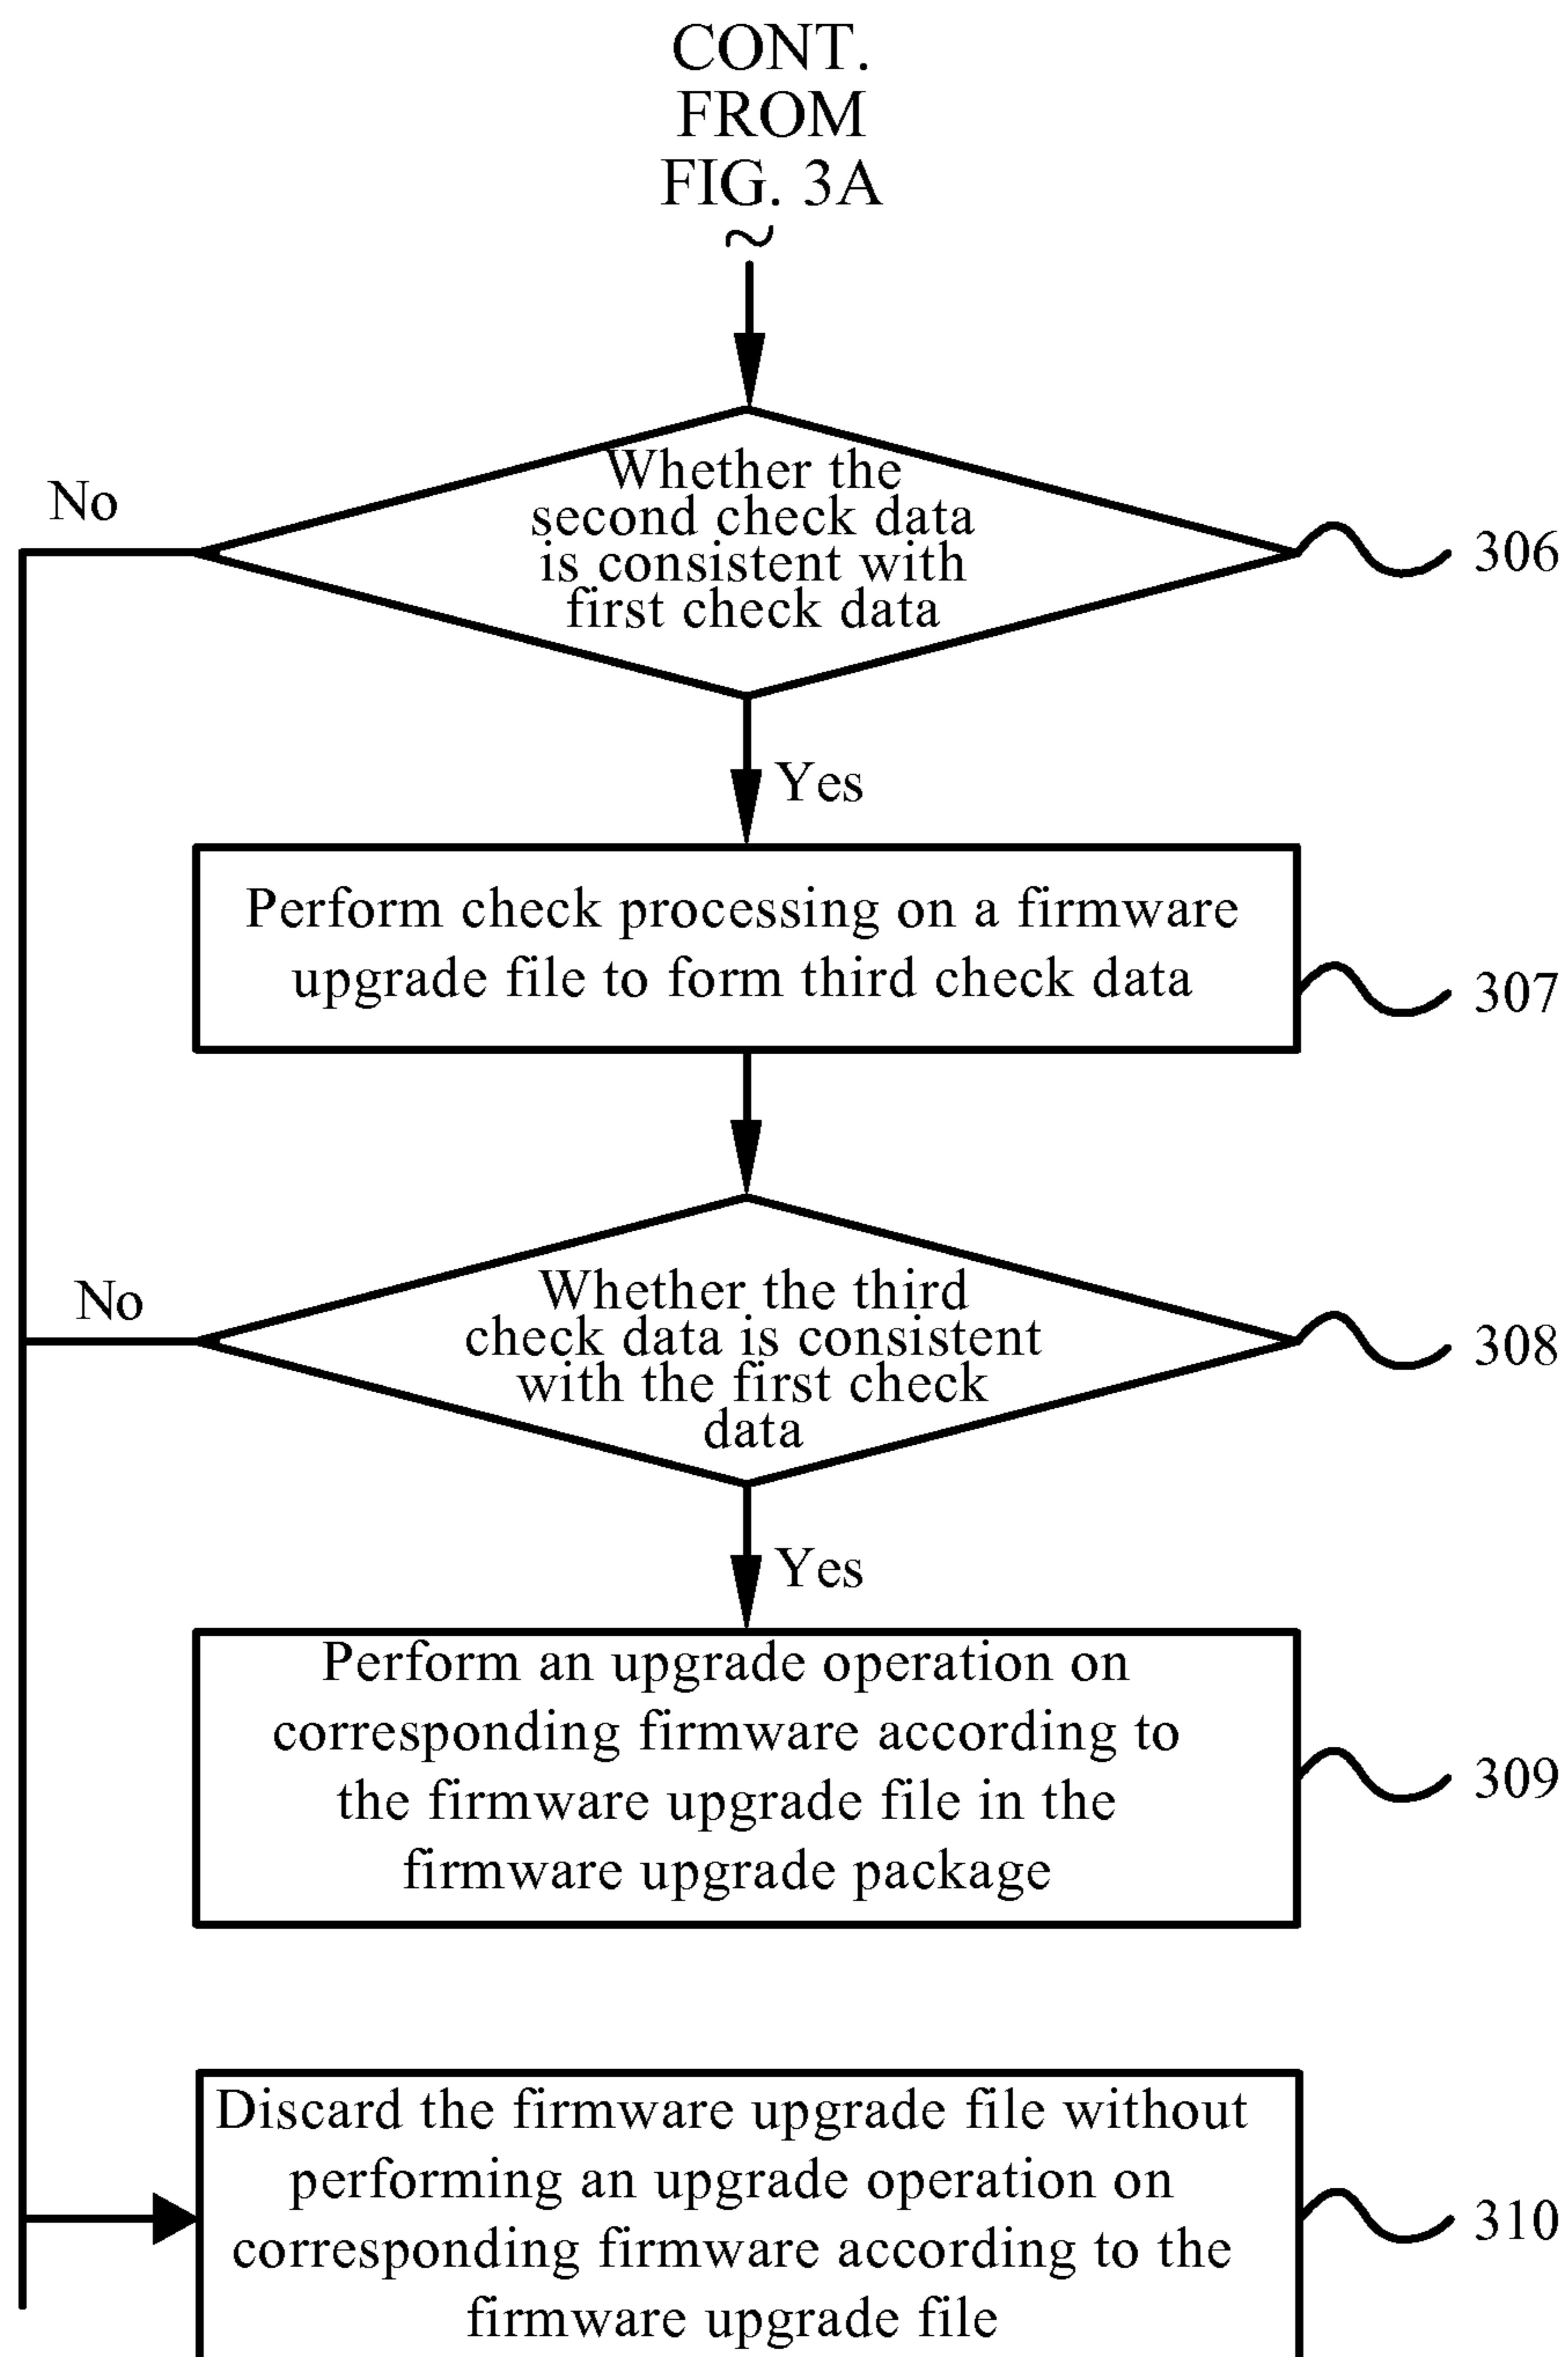 CONT.
FROM
FIG. 3A
Whether the
second check data
is consistent with
first check data
No
306
Yes
Perform check processing on a firmware
upgrade file to form third check data
307
Whether the third
check data is consistent
with the first check
data
No
308
Yes
Perform an upgrade operation on
corresponding firmware according to
the firmware upgrade file in the
firmware upgrade package
309
Discard the firmware upgrade file without
performing an upgrade operation on
corresponding firmware according to the
firmware upgrade file
310